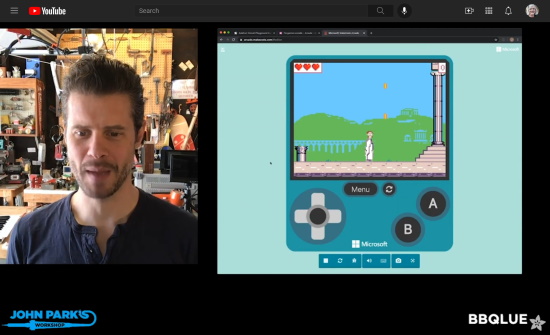 YouTube
Search
Microsoft
Menu
A
B
Microsoft
JOHN PARK'S
WORKSHOP
BBQLUE